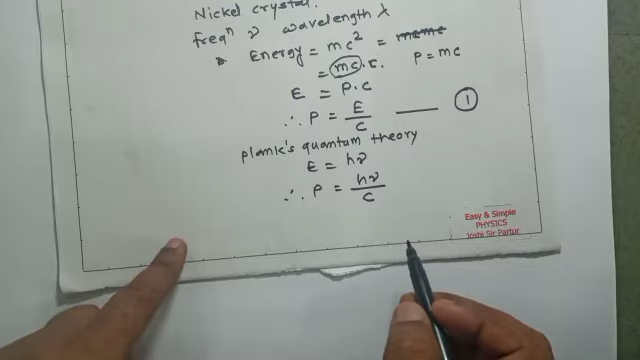 Nickel crystal.
freqⁿ ν wavelength λ
Energy = mc² =
= mc . c. P = mc
E = P.C
∴ P = E/C —— ①
plank's quantum theory
E = hν
∴ P = hν/C
Easy & Simple
PHYSICS
Joshi Sir Partur